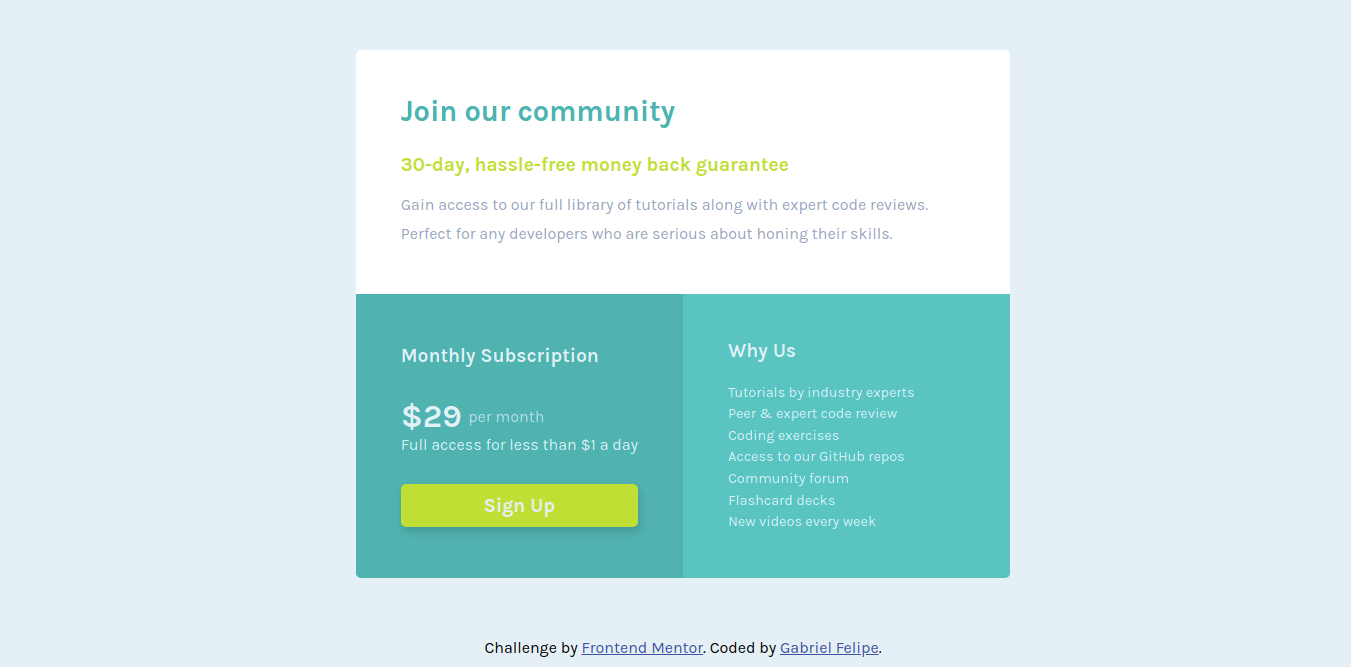 Join our community
30-day, hassle-free money back guarantee
Gain access to our full library of tutorials along with expert code reviews.
Perfect for any developers who are serious about honing their skills.
Monthly Subscription
$29 per month
Full access for less than $1 a day
Sign Up
Why Us
Tutorials by industry experts
Peer & expert code review
Coding exercises
Access to our GitHub repos
Community forum
Flashcard decks
New videos every week
Challenge by Frontend Mentor. Coded by Gabriel Felipe.